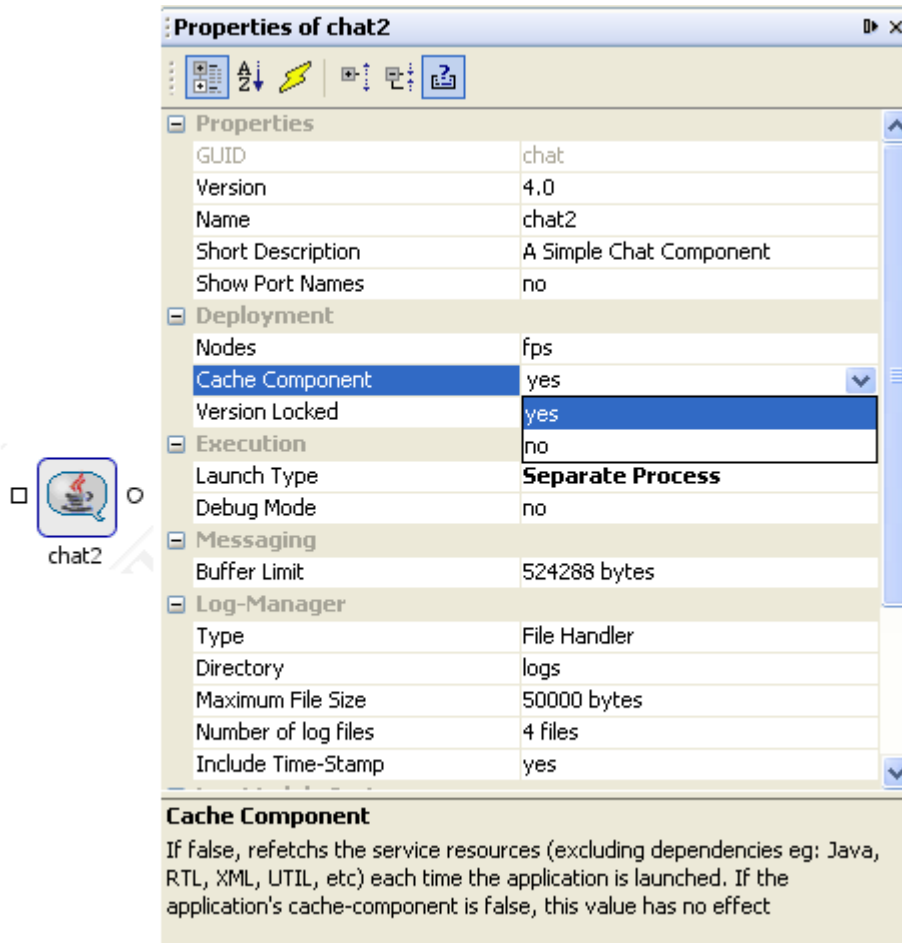 Properties of chat2
Properties
GUID chat
Version 4.0
Name chat2
Short Description A Simple Chat Component
Show Port Names no
Deployment
Nodes fps
Cache Component yes
Version Locked yes
Execution no
Launch Type Separate Process
Debug Mode no
Messaging
Buffer Limit 524288 bytes
Log-Manager
Type File Handler
Directory logs
Maximum File Size 50000 bytes
Number of log files 4 files
Include Time-Stamp yes
chat2
Cache Component
If false, refetchs the service resources (excluding dependencies eg: Java,
RTL, XML, UTIL, etc) each time the application is launched. If the
application's cache-component is false, this value has no effect